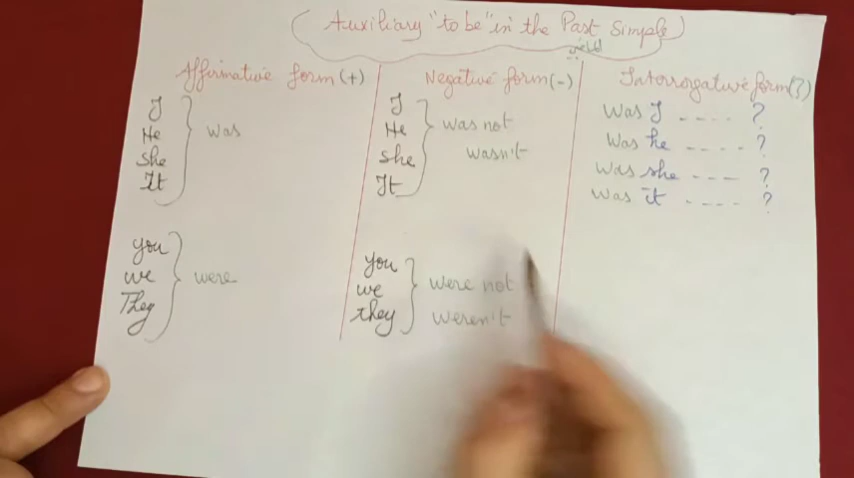 Auxiliary "to be" in the Past Simple
Affirmative form (+)
I
He
she
It
was
you
we
They
were
Negative form (-)
I
He
she
It
was not
wasn't
you
we
they
were not
weren't
Interrogative form (?)
Was I .... ?
Was he .... ?
Was she --- ?
Was it .... ?